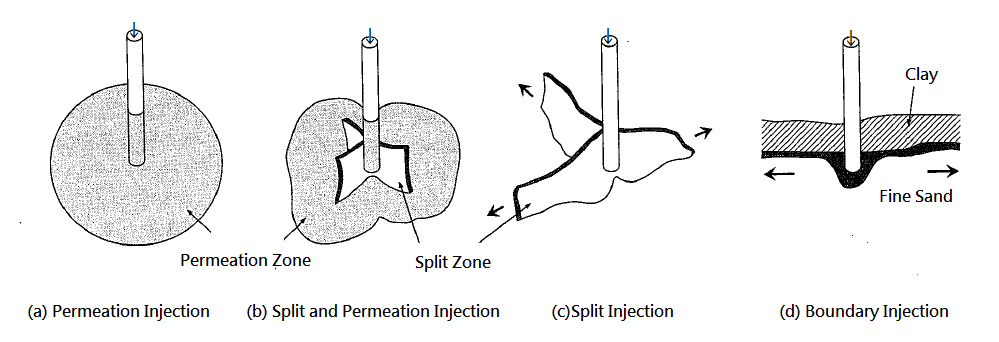 Clay
Fine Sand
Permeation Zone
Split Zone
(a) Permeation Injection
(b) Split and Permeation Injection
(c)Split Injection
(d) Boundary Injection